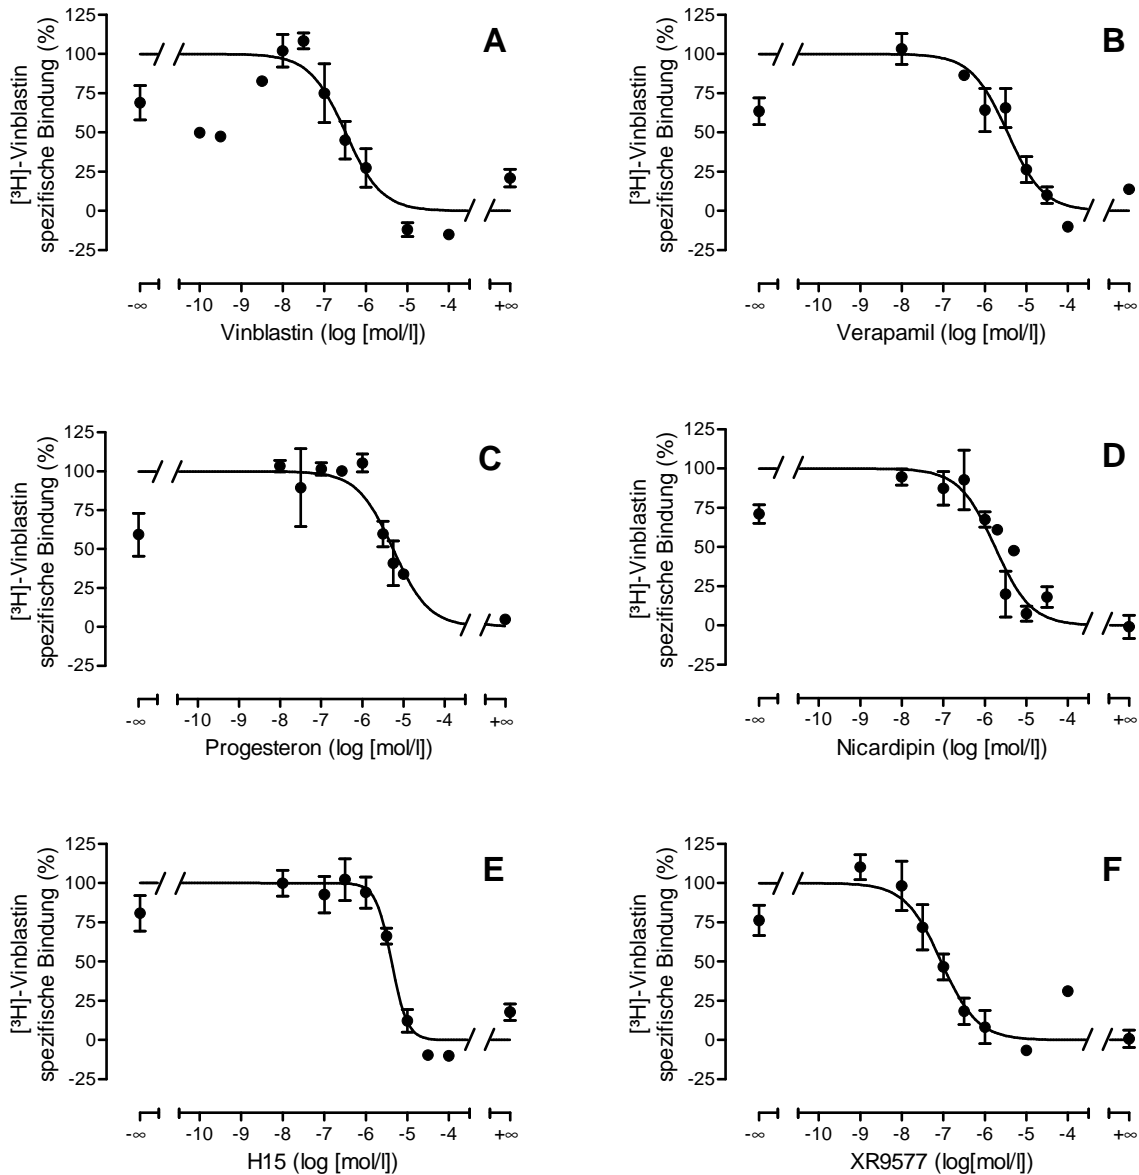 A
[³H]-Vinblastin
spezifische Bindung (%)
125
100
75
50
25
0
-25
-∞ -10 -9 -8 -7 -6 -5 -4 +∞
Vinblastin (log [mol/l])
B
[³H]-Vinblastin
spezifische Bindung (%)
125
100
75
50
25
0
-25
-∞ -10 -9 -8 -7 -6 -5 -4 +∞
Verapamil (log [mol/l])
C
[³H]-Vinblastin
spezifische Bindung (%)
125
100
75
50
25
0
-25
-∞ -10 -9 -8 -7 -6 -5 -4 +∞
Progesteron (log [mol/l])
D
[³H]-Vinblastin
spezifische Bindung (%)
125
100
75
50
25
0
-25
-∞ -10 -9 -8 -7 -6 -5 -4 +∞
Nicardipin (log [mol/l])
E
[³H]-Vinblastin
spezifische Bindung (%)
125
100
75
50
25
0
-25
-∞ -10 -9 -8 -7 -6 -5 -4 +∞
H15 (log [mol/l])
F
[³H]-Vinblastin
spezifische Bindung (%)
125
100
75
50
25
0
-25
-∞ -10 -9 -8 -7 -6 -5 -4 +∞
XR9577 (log[mol/l])